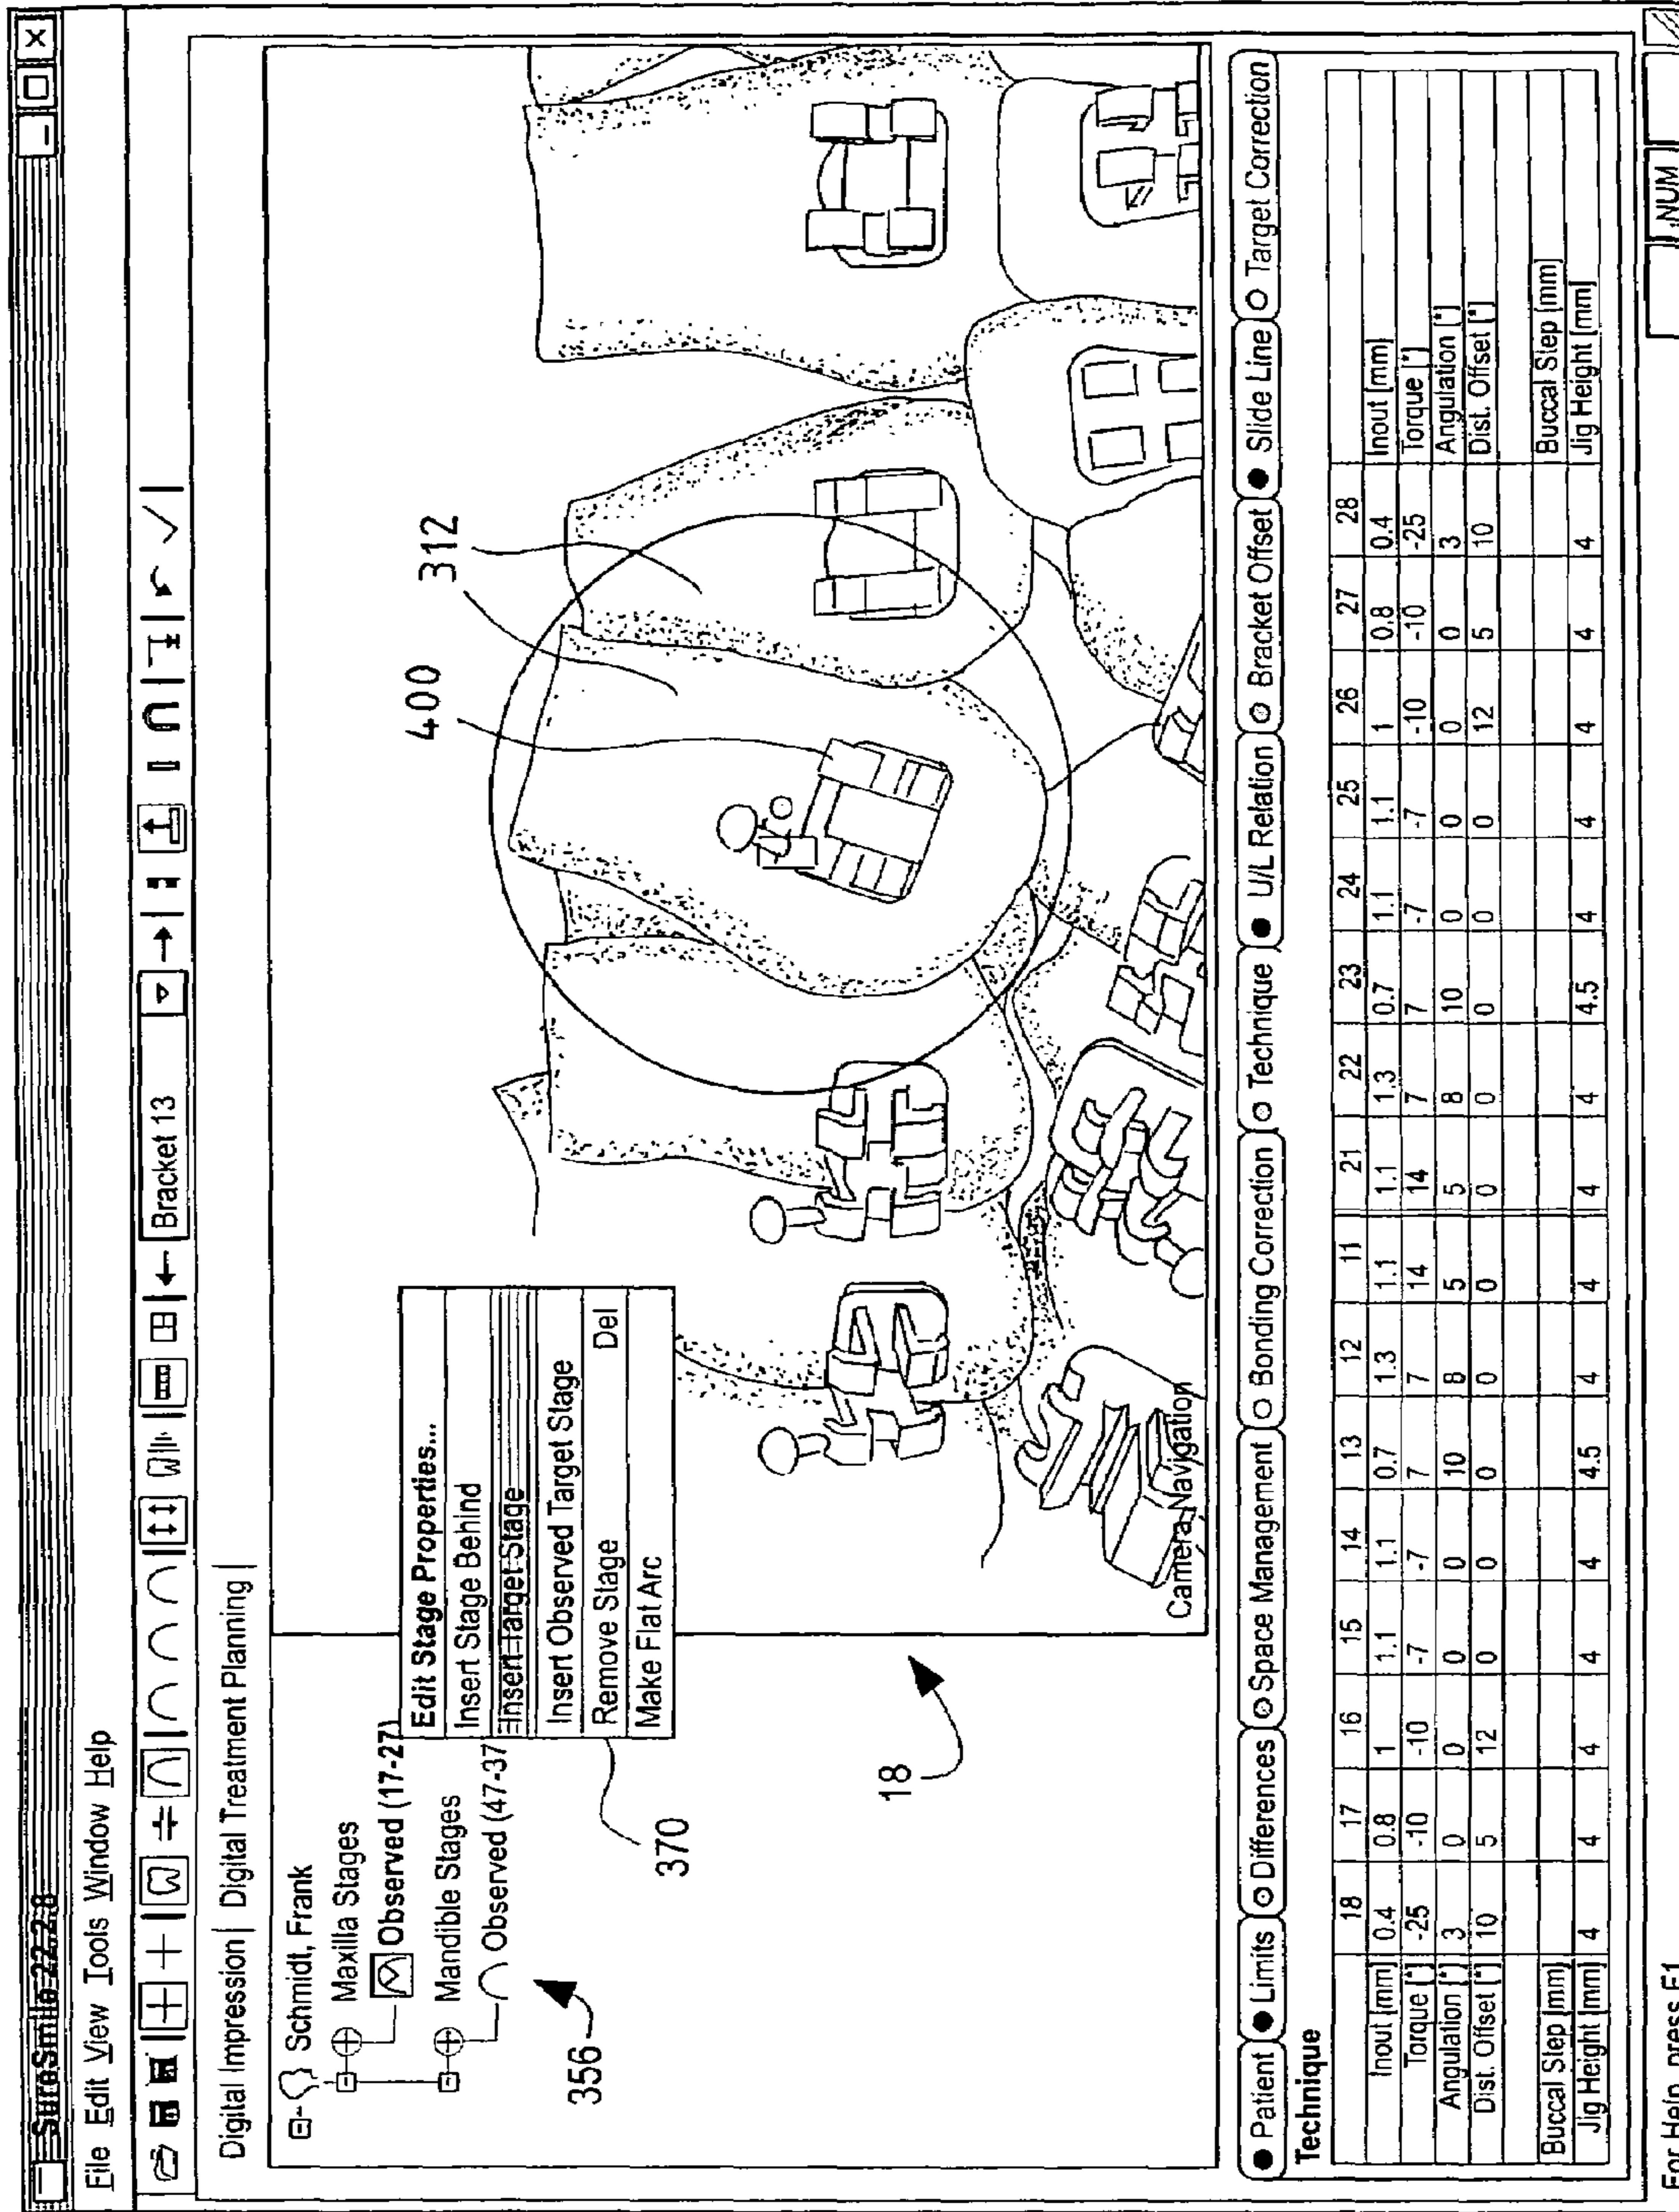 SureSmile 22.2.8
File Edit View Tools Window Help
Bracket 13
Digital Impression | Digital Treatment Planning |
Schmidt, Frank
Maxilla Stages
Observed (17-27)
Mandible Stages
Observed (47-37
356
370
18
Edit Stage Properties...
Insert Stage Behind
Insert Target Stage
Insert Observed Target Stage
Remove Stage Del
Make Flat Arc
400
312
Camera Navigation
Patient Limits Differences Space Management Bonding Correction Technique U/L Relation Bracket Offset Slide Line Target Correction
Technique
18 17 16 15 14 13 12 11 21 22 23 24 25 26 27 28
Inout [mm] 0.4 0.8 1 1.1 1.1 0.7 1.3 1.1 1.1 1.3 0.7 1.1 1.1 1 0.8 0.4 Inout [mm]
Torque [*] -25 -10 -10 -7 -7 7 7 14 14 7 7 -7 -7 -10 -10 -25 Torque [*]
Angulation [*] 3 0 0 0 0 10 8 5 5 8 10 0 0 0 0 3 Angulation [*]
Dist. Offset [*] 10 5 12 0 0 0 0 0 0 0 0 0 0 12 5 10 Dist. Offset [*]
Buccal Step [mm] Buccal Step [mm]
Jig Height [mm] 4 4 4 4 4 4.5 4 4 4 4 4.5 4 4 4 4 4 Jig Height [mm]
For Help, press F1
NUM